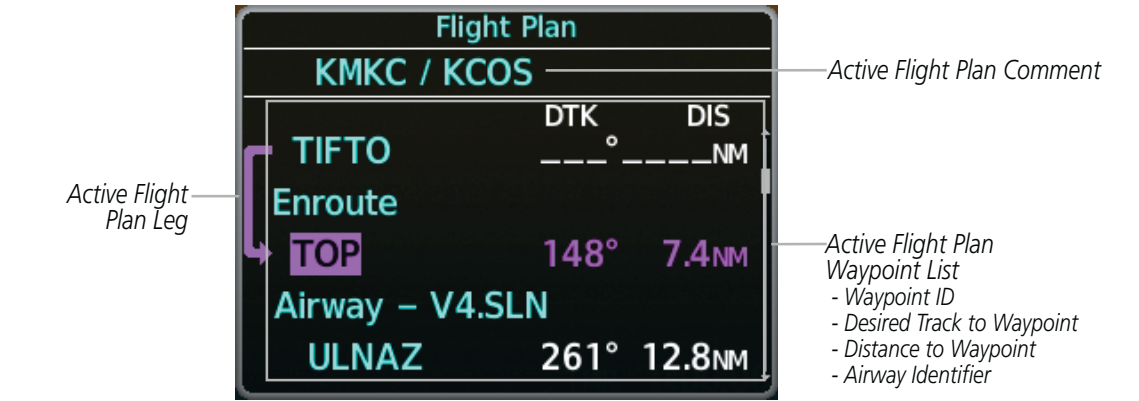 Flight Plan
KMKC / KCOS
Active Flight Plan Comment
DTK DIS
TIFTO ___° ____NM
Active Flight
Plan Leg
Enroute
TOP 148° 7.4NM
Active Flight Plan
Waypoint List
- Waypoint ID
- Desired Track to Waypoint
- Distance to Waypoint
- Airway Identifier
Airway – V4.SLN
ULNAZ 261° 12.8NM